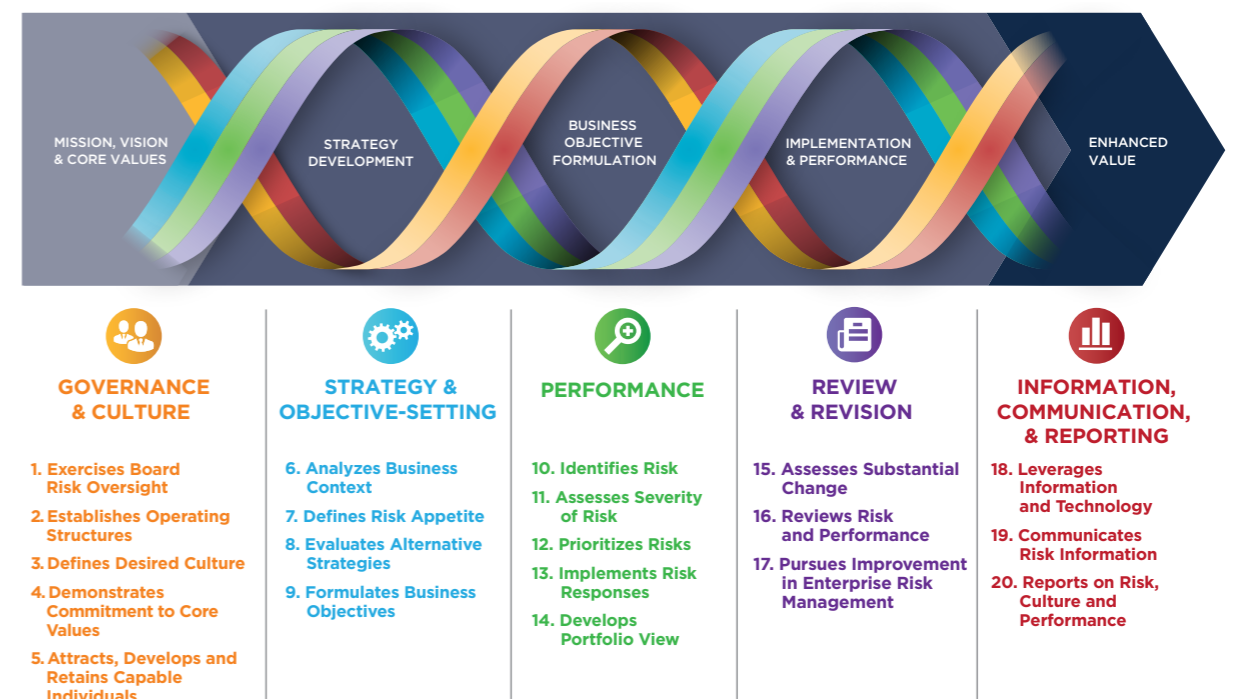 MISSION, VISION
& CORE VALUES
STRATEGY
DEVELOPMENT
BUSINESS
OBJECTIVE
FORMULATION
IMPLEMENTATION
& PERFORMANCE
ENHANCED
VALUE
GOVERNANCE
& CULTURE
1. Exercises Board
Risk Oversight
2. Establishes Operating
Structures
3. Defines Desired Culture
4. Demonstrates
Commitment to Core
Values
5. Attracts, Develops and
Retains Capable
Individuals
STRATEGY &
OBJECTIVE-SETTING
6. Analyzes Business
Context
7. Defines Risk Appetite
8. Evaluates Alternative
Strategies
9. Formulates Business
Objectives
PERFORMANCE
10. Identifies Risk
11. Assesses Severity
of Risk
12. Prioritizes Risks
13. Implements Risk
Responses
14. Develops
Portfolio View
REVIEW
& REVISION
15. Assesses Substantial
Change
16. Reviews Risk
and Performance
17. Pursues Improvement
in Enterprise Risk
Management
INFORMATION,
COMMUNICATION,
& REPORTING
18. Leverages
Information
and Technology
19. Communicates
Risk Information
20. Reports on Risk,
Culture and
Performance